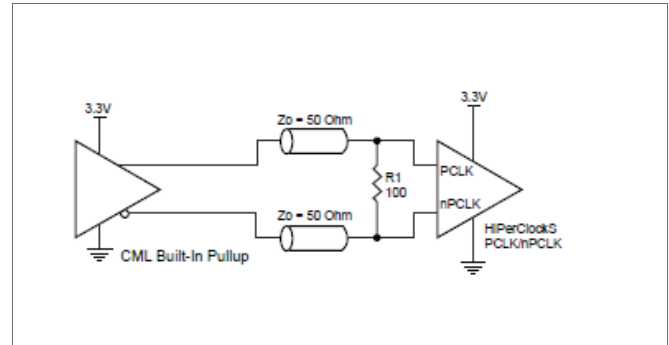 3.3V
3.3V
Zo = 50 Ohm
PCLK
R1
100
nPCLK
Zo = 50 Ohm
HiPerClockS
PCLK/nPCLK
CML Built-In Pullup